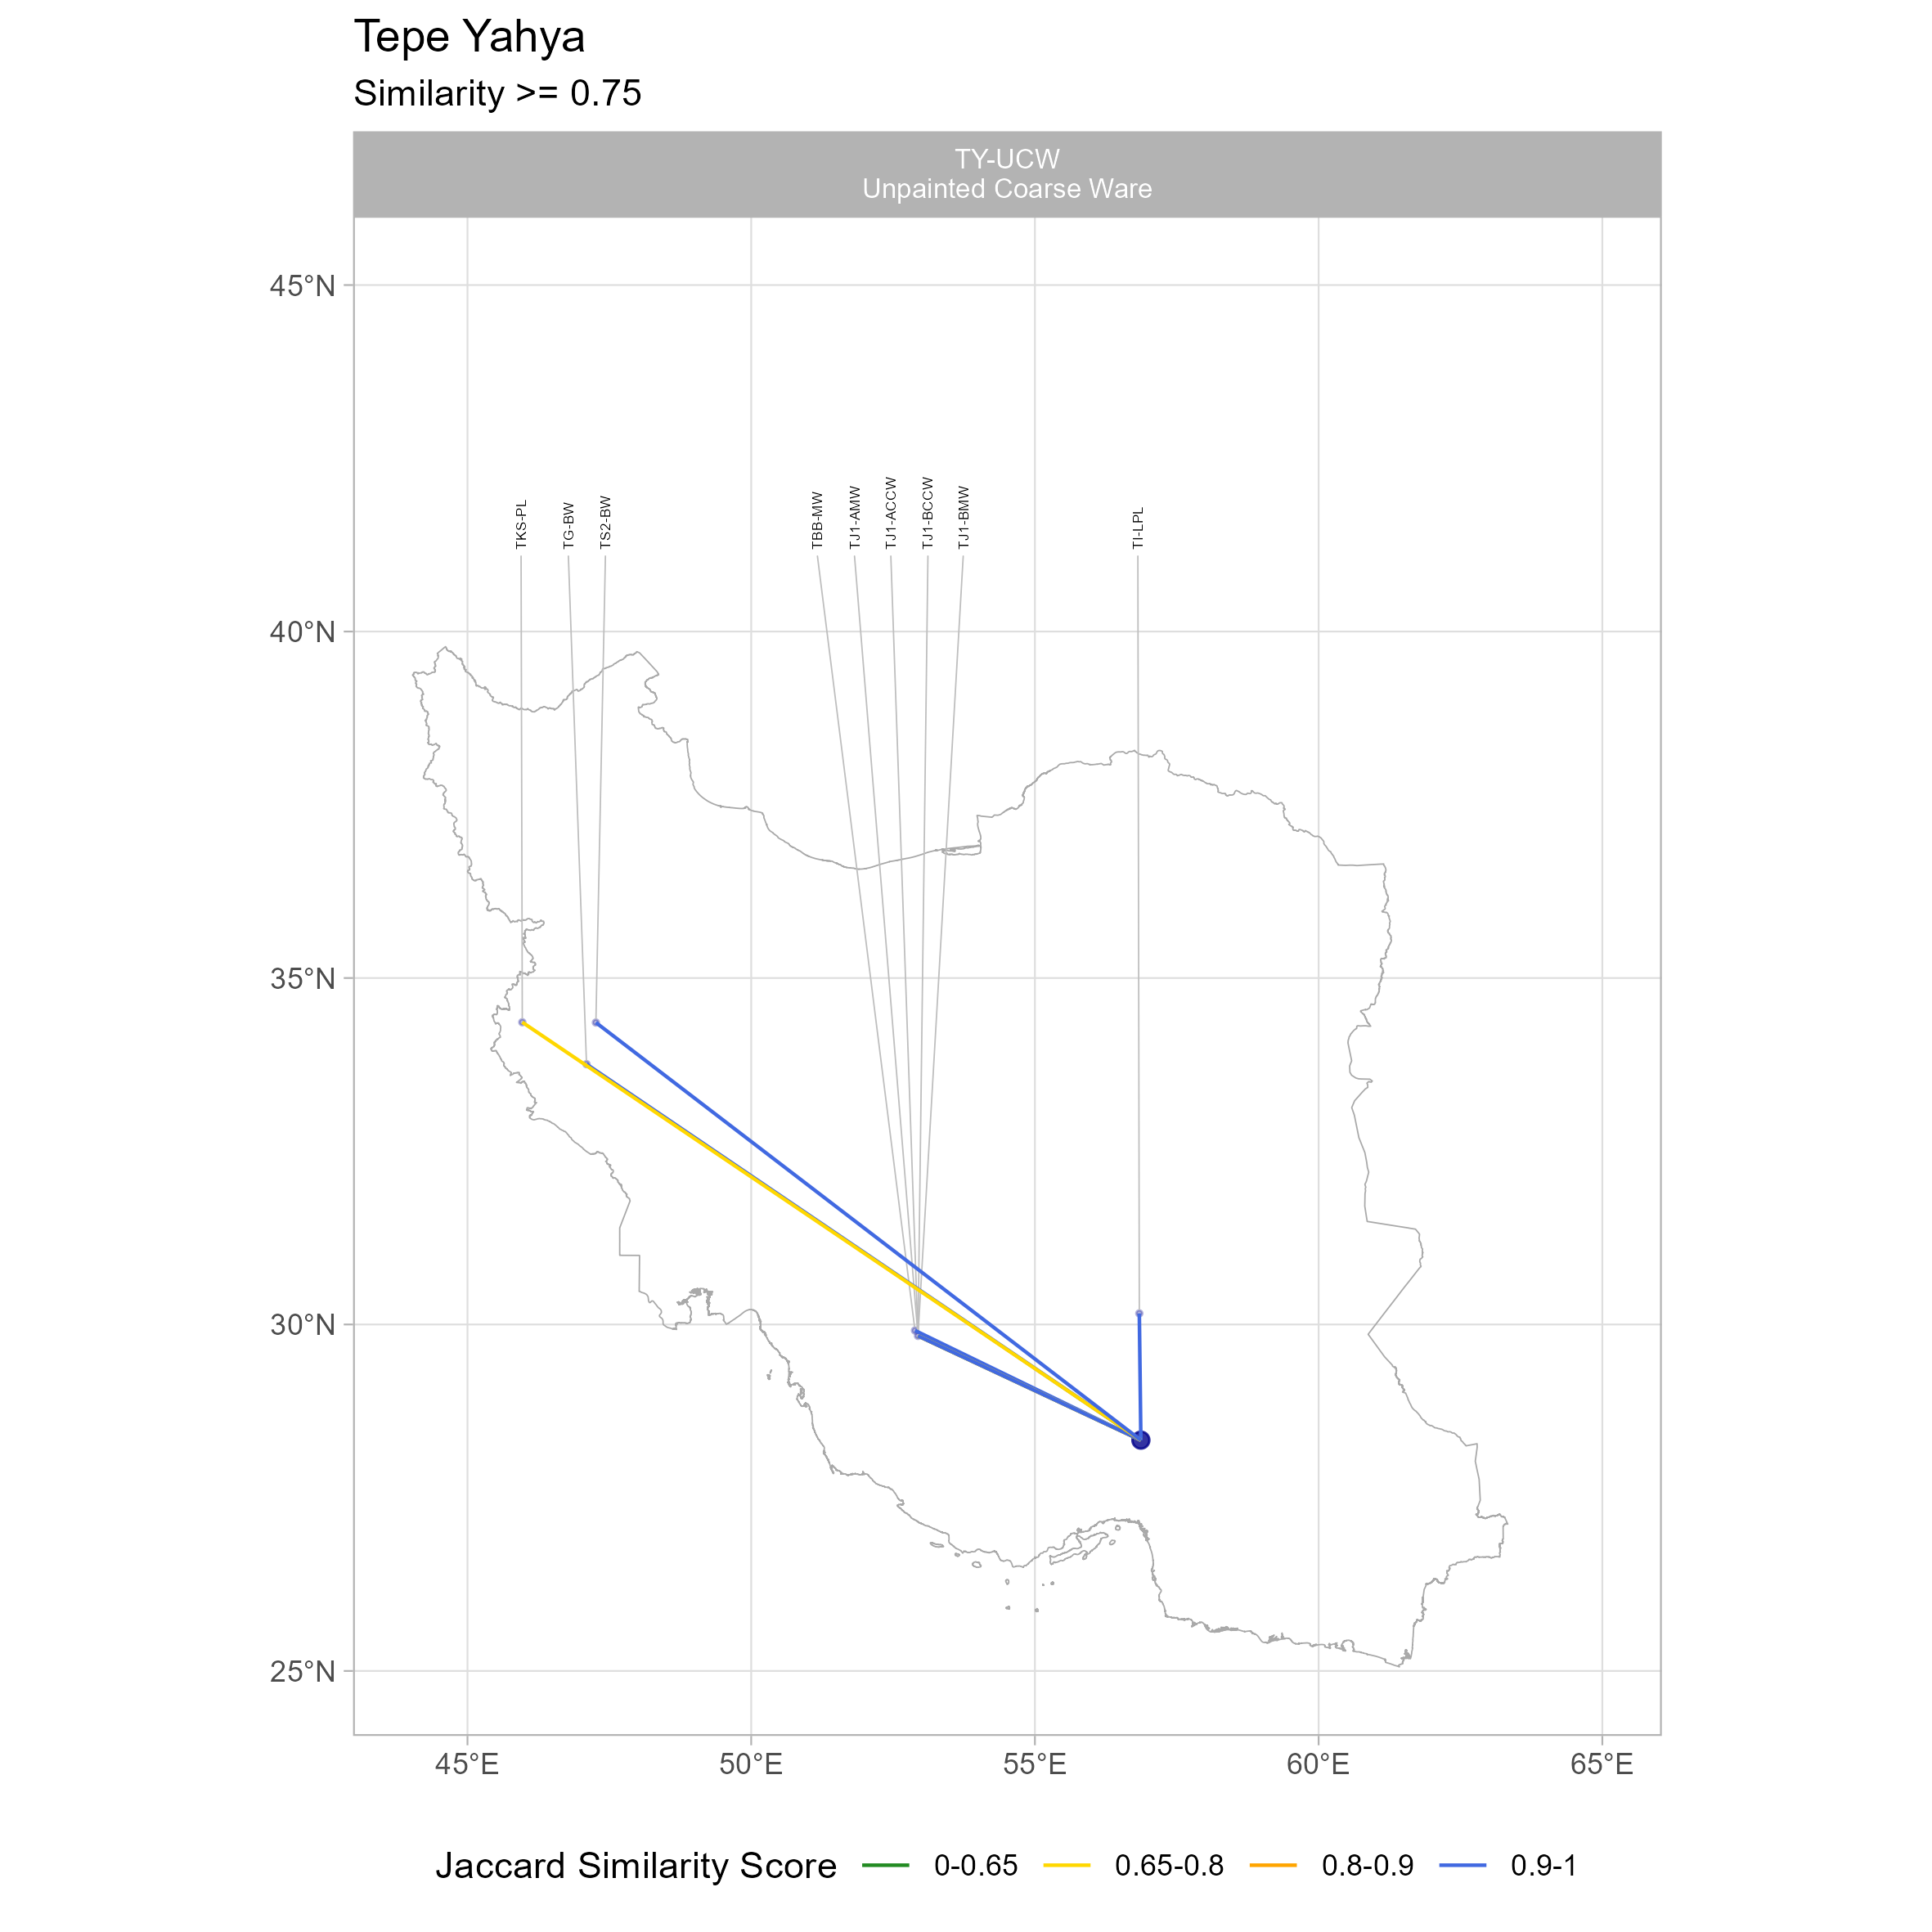 Tepe Yahya
Similarity >= 0.75
TY-UCW
Unpainted Coarse Ware
45°N
40°N
35°N
30°N
25°N
TKS-PL
TG-BW
TS2-BW
TBB-MW
TJ1-AMW
TJ1-ACCW
TJ1-BCCW
TJ1-BMW
TI-LPL
45°E
50°E
55°E
60°E
65°E
Jaccard Similarity Score 0-0.65 0.65-0.8 0.8-0.9 0.9-1